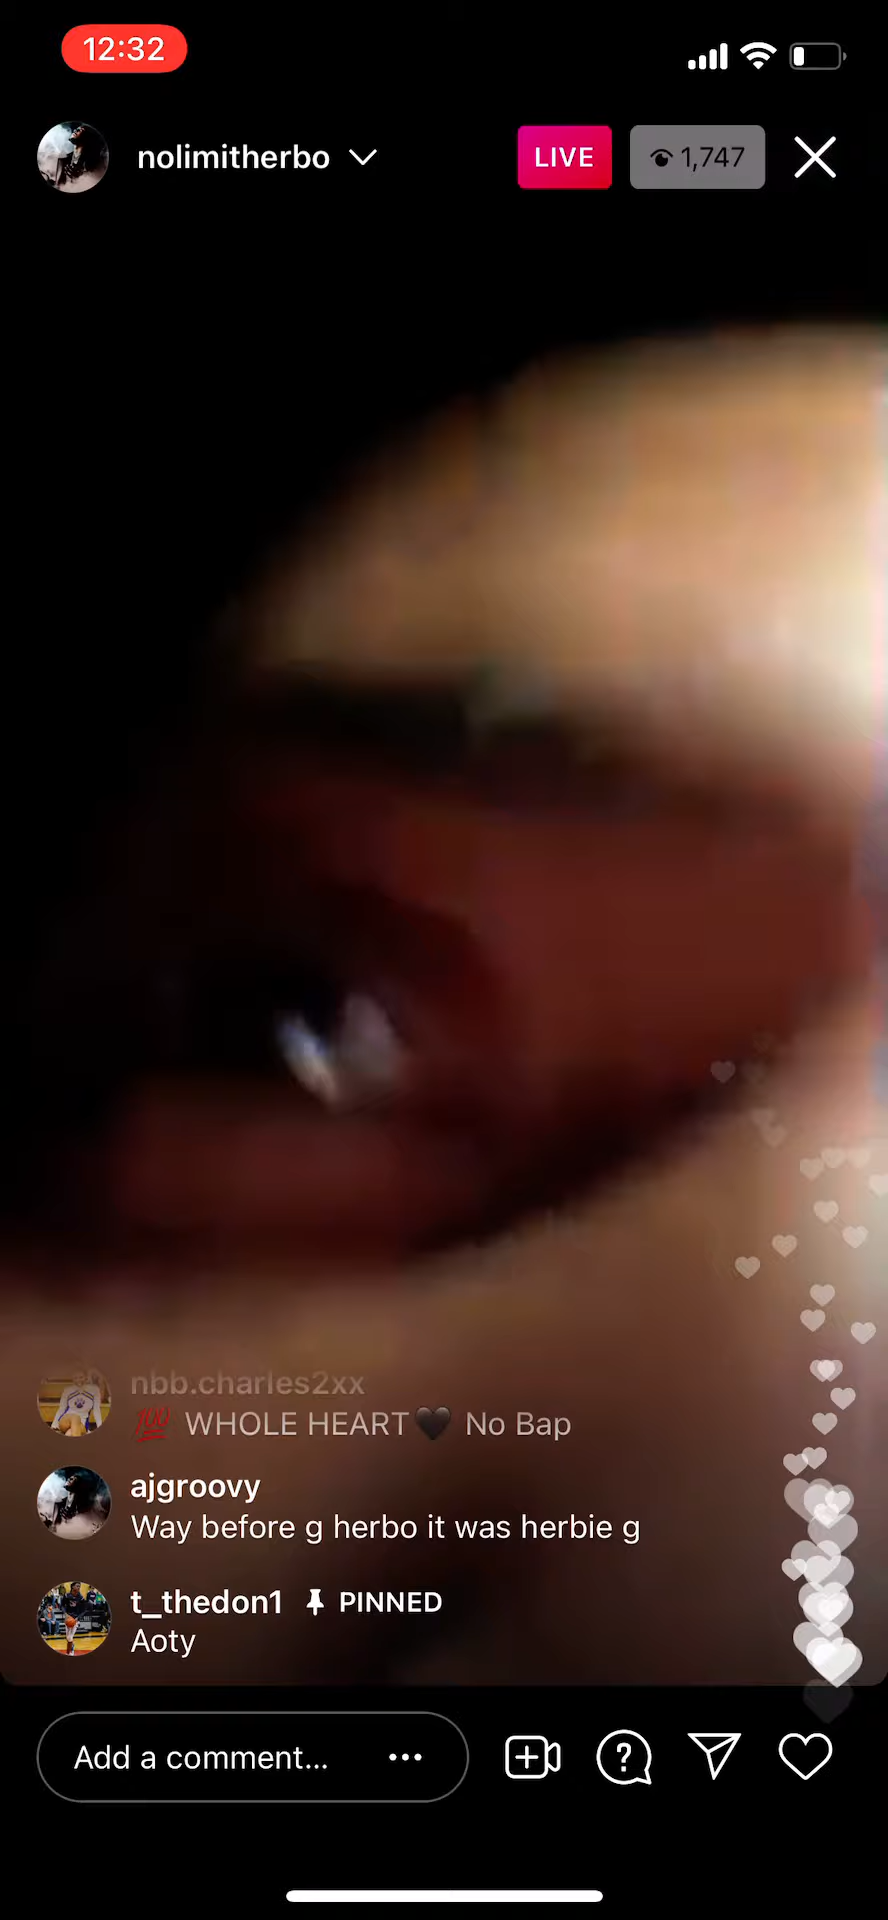 12:32
nolimitherbo
LIVE
1,747
nbb.charles2xx
💯 WHOLE HEART🖤 No Bap
ajgroovy
Way before g herbo it was herbie g
t_thedon1 PINNED
Aoty
Add a comment...